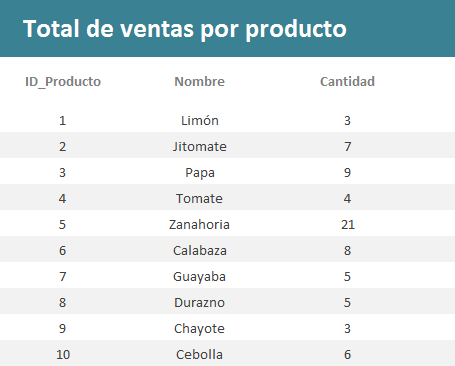 Total de ventas por producto
ID_Producto Nombre Cantidad
1 Limón 3
2 Jitomate 7
3 Papa 9
4 Tomate 4
5 Zanahoria 21
6 Calabaza 8
7 Guayaba 5
8 Durazno 5
9 Chayote 3
10 Cebolla 6